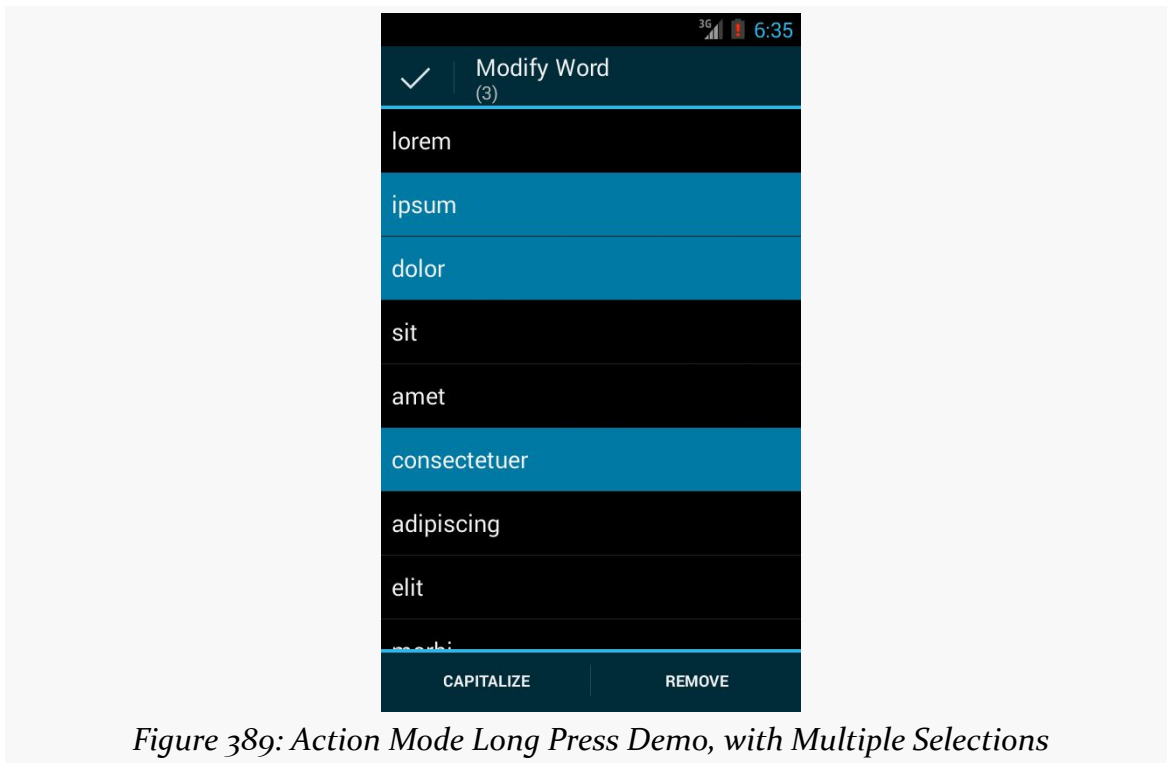 3G 6:35
Modify Word
(3)
lorem
ipsum
dolor
sit
amet
consectetuer
adipiscing
elit
morbi
CAPITALIZE REMOVE
Figure 389: Action Mode Long Press Demo, with Multiple Selections